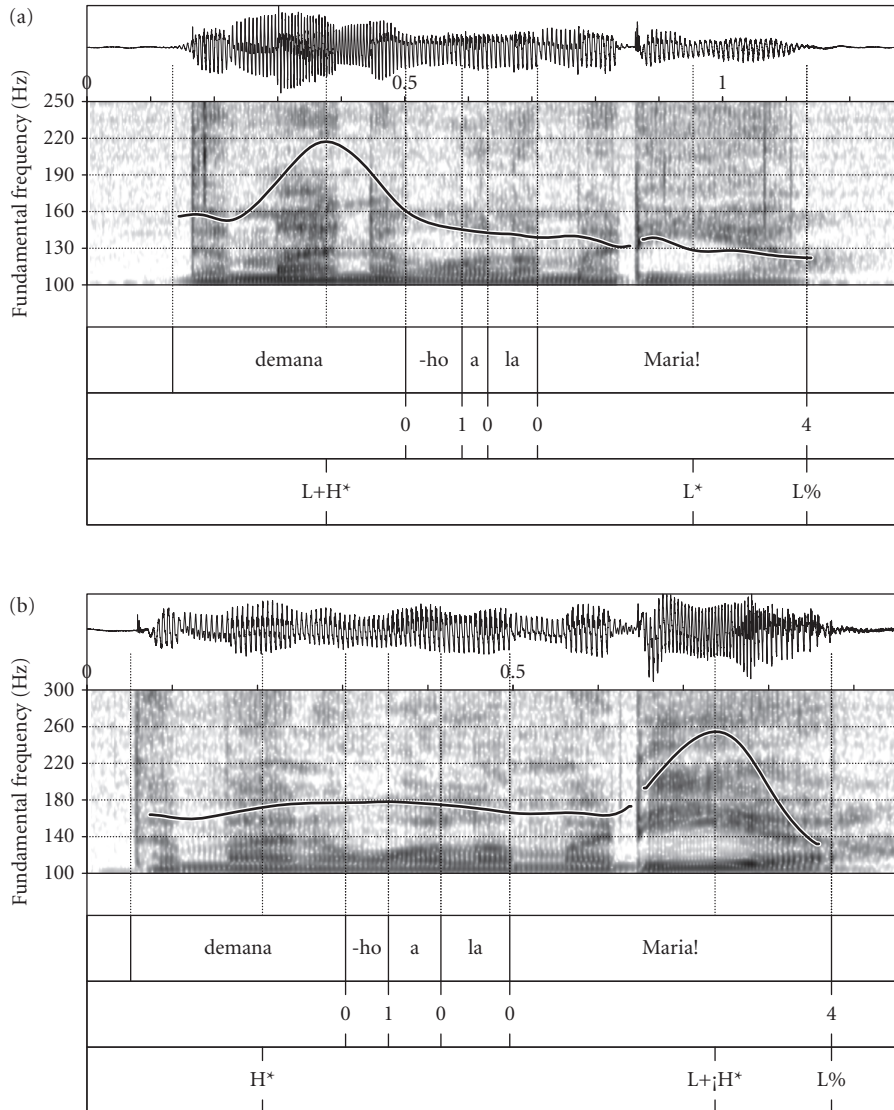 (a)
0 0.5 1
Fundamental frequency (Hz)
250
220
190
160
130
100
demana -ho a la Maria!
0 1 0 0 4
L+H* L* L%
(b)
0 0.5
Fundamental frequency (Hz)
300
260
220
180
140
100
demana -ho a la Maria!
0 1 0 0 4
H* L+¡H* L%